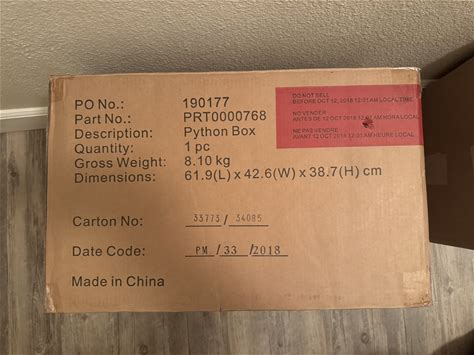 PO No.: 190177
Part No.: PRT0000768
Description: Python Box
Quantity: 1 pc
Gross Weight: 8.10 kg
Dimensions: 61.9(L) x 42.6(W) x 38.7(H) cm
DO NOT SELL
BEFORE OCT 12, 2018 12:01 AM LOCAL TIME
NO VENDER
ANTES DE 12 OCT 2018 12:01 AM HORA LOCAL
NE PAS VENDRE
AVANT 12 OCT 2018 12:01 AM HEURE LOCAL
Carton No: 33773 / 34085
Date Code: PM / 33 / 2018
Made in China